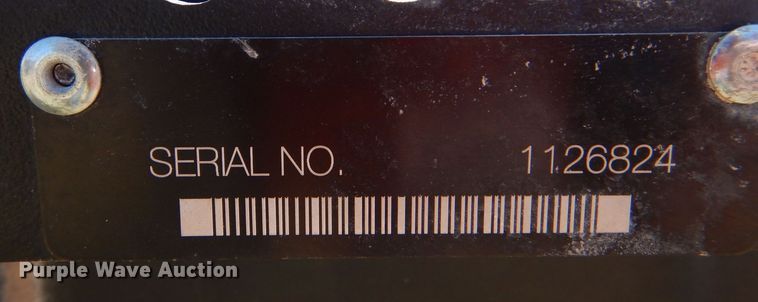 SERIAL NO. 1126824
Purple Wave Auction